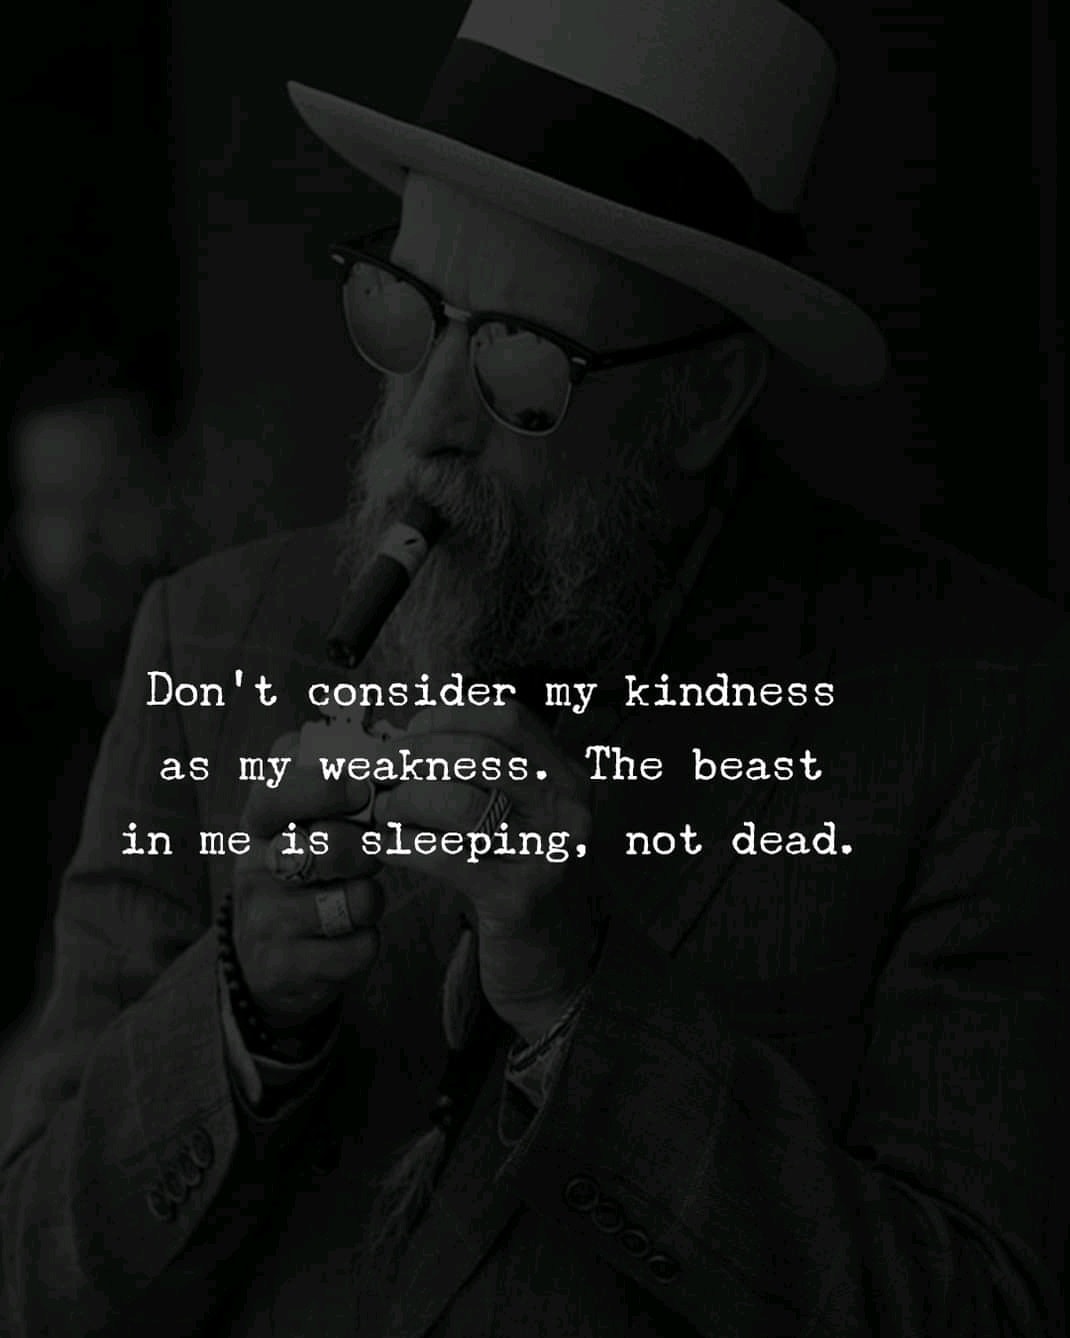 Don't consider my kindness
as my weakness. The beast
in me is sleeping, not dead.